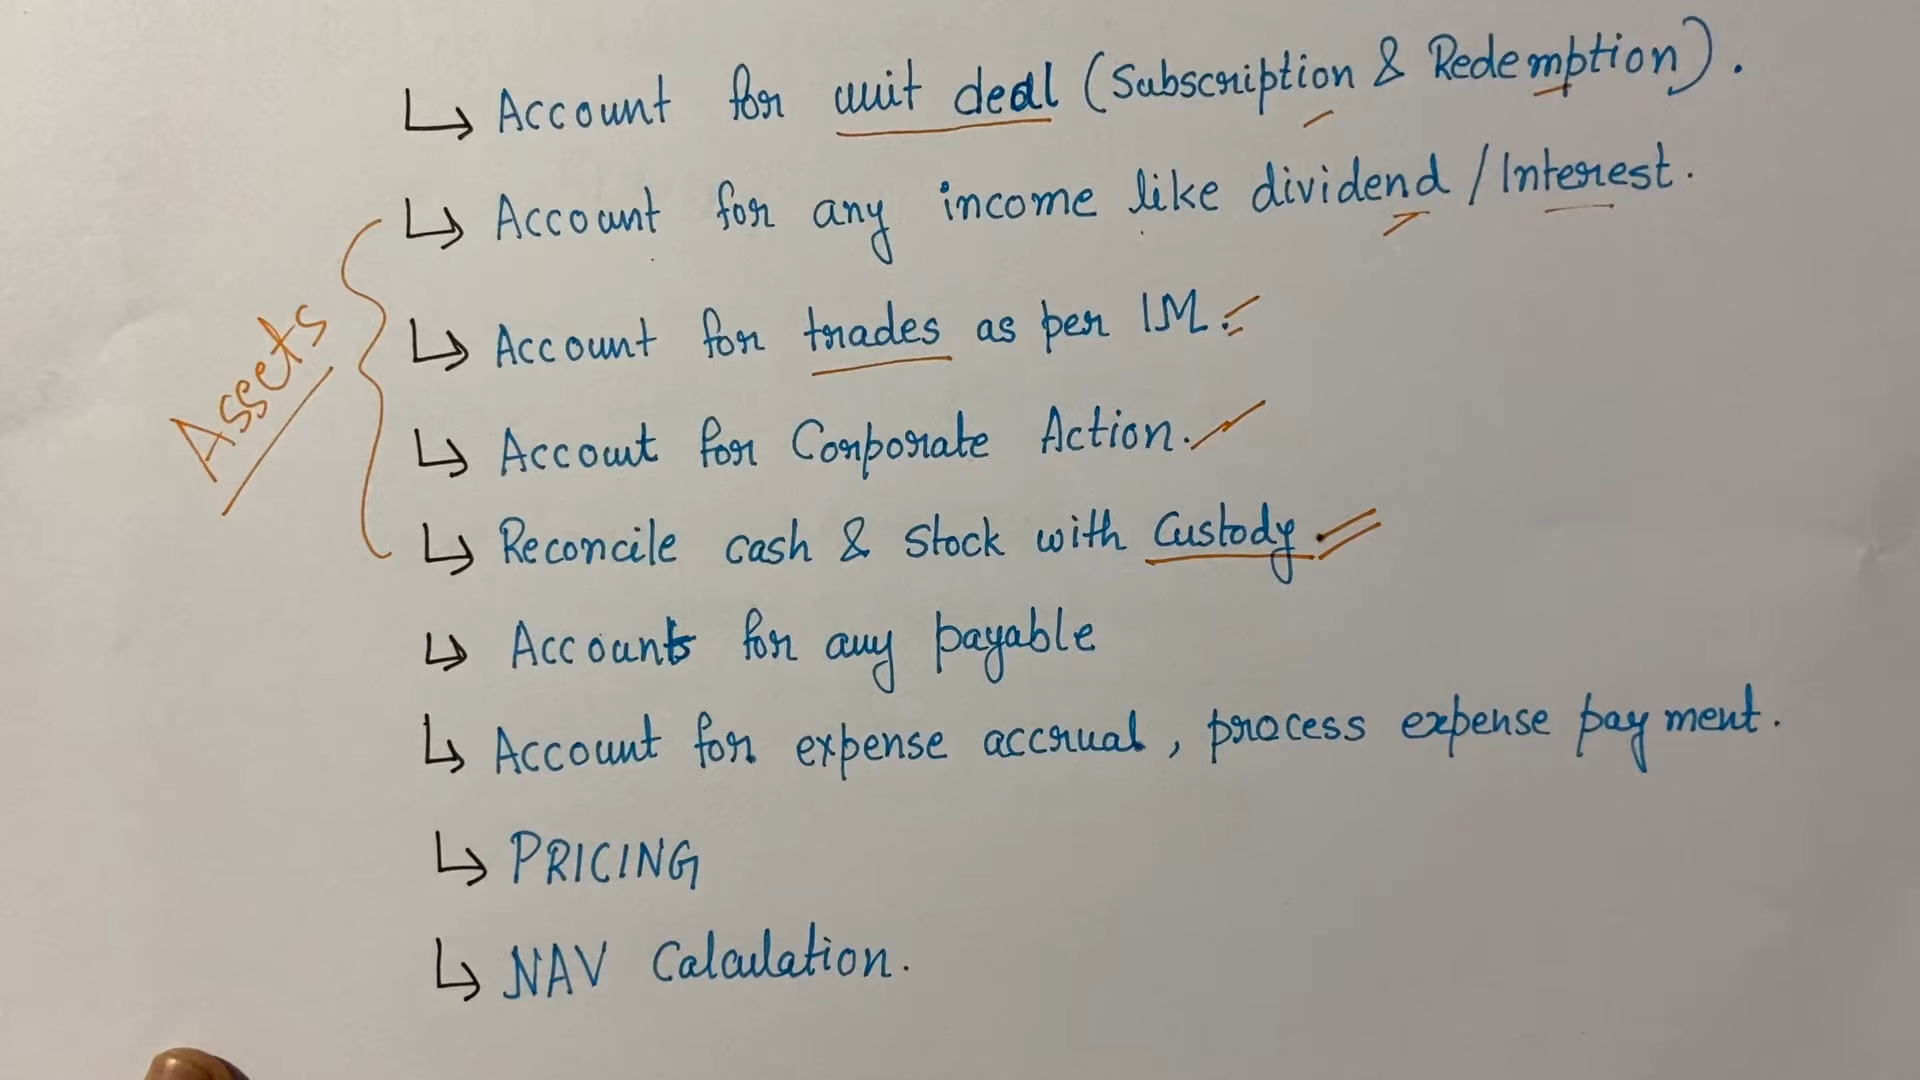 Account for unit deal (Subscription & Redemption).
Account for any income like dividend / Interest.
Account for trades as per IM.
Account for Corporate Action.
Reconcile cash & stock with Custody.
Accounts for any payable
Account for expense accrual, process expense payment.
PRICING
NAV Calculation.
Assets